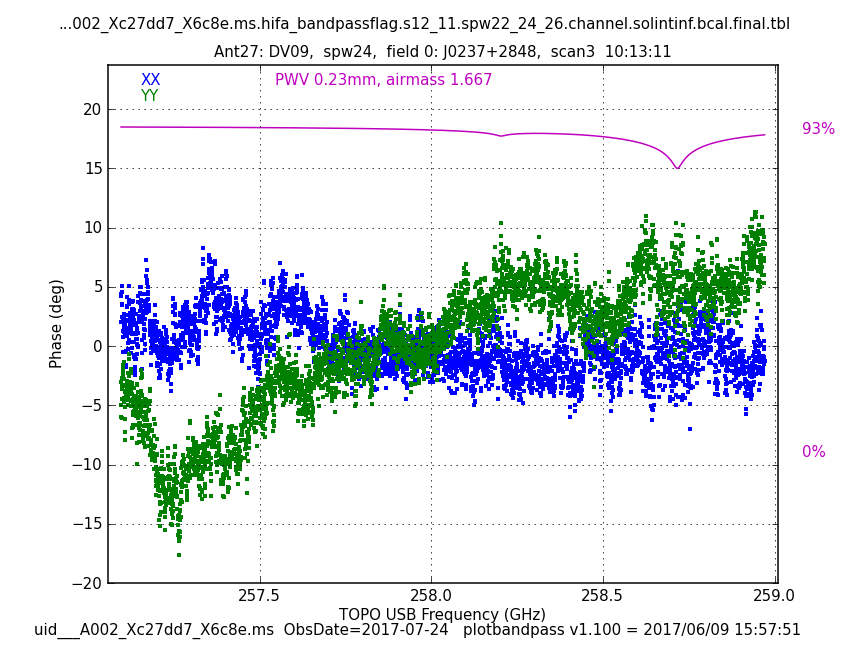 ...002_Xc27dd7_X6c8e.ms.hifa_bandpassflag.s12_11.spw22_24_26.channel.solintinf.bcal.final.tbl
Ant27: DV09, spw24, field 0: J0237+2848, scan3 10:13:11
XX
PWV 0.23mm, airmass 1.667
YY
20
93%
15
10
5
0
−5
0%
−10
−15
−20
Phase (deg)
257.5 258.0 258.5 259.0
TOPO USB Frequency (GHz)
uid___A002_Xc27dd7_X6c8e.ms ObsDate=2017-07-24 plotbandpass v1.100 = 2017/06/09 15:57:51